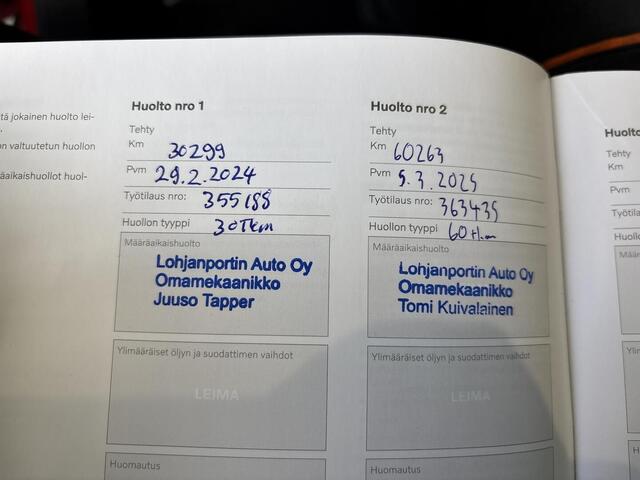 tä jokainen huolto lei-
on valtuutetun huollon
äaikaishuollot huol-
Huolto nro 1
Tehty
Km 30299
Pvm 29.2.2024
Työtilaus nro: 355188
Huollon tyyppi 30Tkm
Määräaikaishuolto
Lohjanportin Auto Oy
Omamekaanikko
Juuso Tapper
Ylimääräiset öljyn ja suodattimen vaihdot
LEIMA
Huomautus
Huolto nro 2
Tehty
Km 60263
Pvm 5.3.2025
Työtilaus nro: 363435
Huollon tyyppi 60 tkm
Määräaikaishuolto
Lohjanportin Auto Oy
Omamekaanikko
Tomi Kuivalainen
Ylimääräiset öljyn ja suodattimen vaihdot
LEIMA
Huomautus
Tehty
Km
Pvm